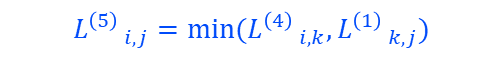 L^{(5)}_{i,j} = min(L^{(4)}_{i,k}, L^{(1)}_{k,j})